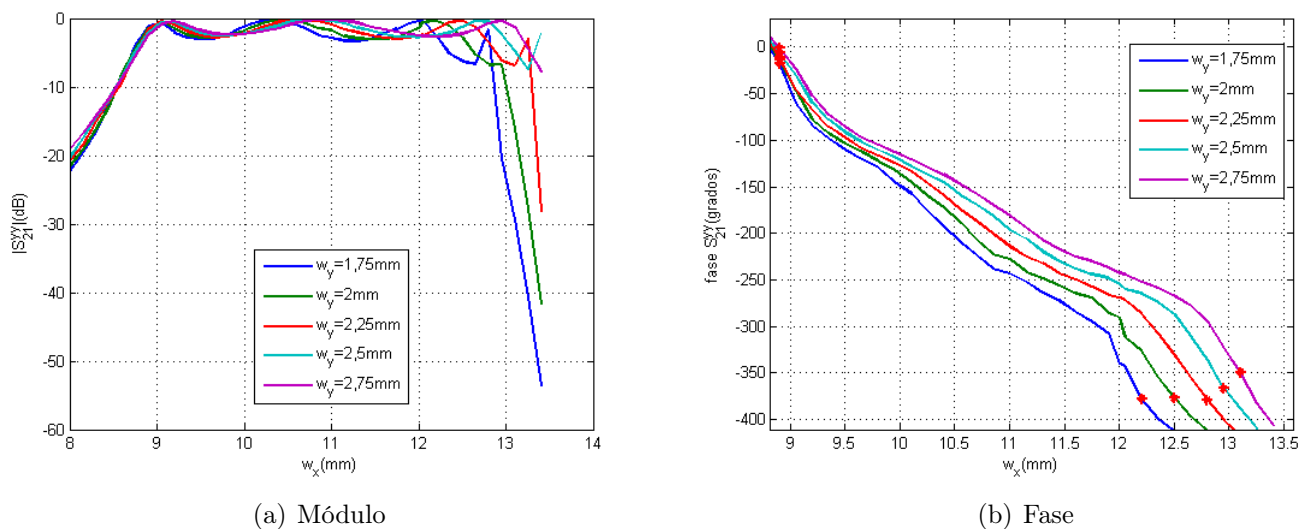 0
-10
-20
-30
-40
-50
-60
8
9
10
11
12
13
14
|S21^yy|(dB)
w_x(mm)
w_y=1,75mm
w_y=2mm
w_y=2,25mm
w_y=2,5mm
w_y=2,75mm
(a) Módulo
0
-50
-100
-150
-200
-250
-300
-350
-400
9
9.5
10
10.5
11
11.5
12
12.5
13
13.5
fase S21^yy(grados)
w_x(mm)
w_y=1,75mm
w_y=2mm
w_y=2,25mm
w_y=2,5mm
w_y=2,75mm
(b) Fase